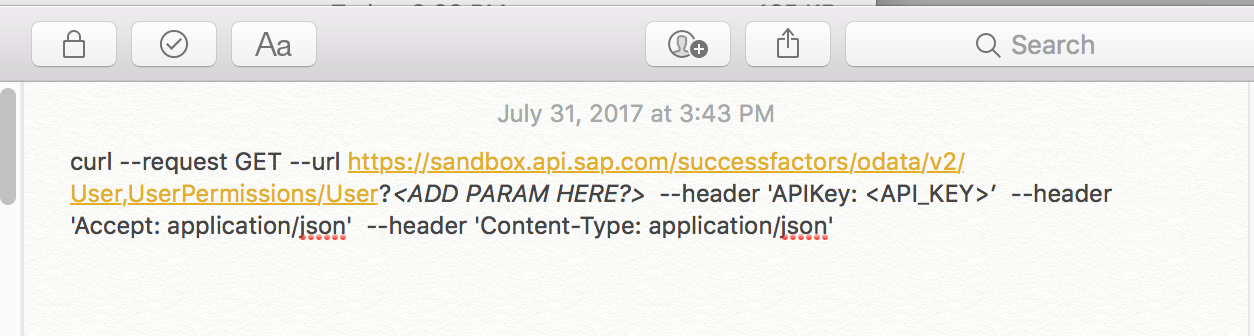 Aa
Search
July 31, 2017 at 3:43 PM
curl --request GET --url https://sandbox.api.sap.com/successfactors/odata/v2/
User,UserPermissions/User?<ADD PARAM HERE?>  --header 'APIKey: <API_KEY>’  --header
'Accept: application/json'  --header 'Content-Type: application/json'